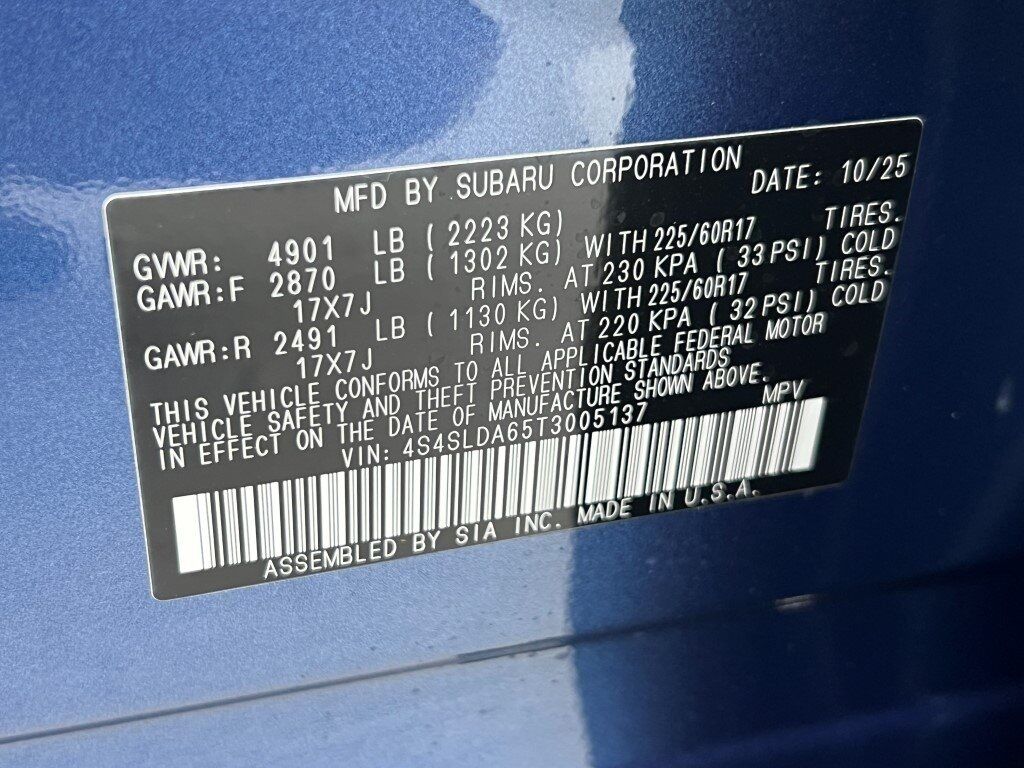 MFD BY SUBARU CORPORATION DATE: 10/25
GVWR: 4901 LB ( 2223 KG)
GAWR:F 2870 LB ( 1302 KG) WITH 225/60R17 TIRES.
17X7J RIMS. AT 230 KPA ( 33 PSI) COLD
GAWR:R 2491 LB ( 1130 KG) WITH 225/60R17 TIRES.
17X7J RIMS. AT 220 KPA ( 32 PSI) COLD
THIS VEHICLE CONFORMS TO ALL APPLICABLE FEDERAL MOTOR
VEHICLE SAFETY AND THEFT PREVENTION STANDARDS
IN EFFECT ON THE DATE OF MANUFACTURE SHOWN ABOVE.
VIN: 4S4SLDA65T3005137 MPV
ASSEMBLED BY SIA INC. MADE IN U.S.A.